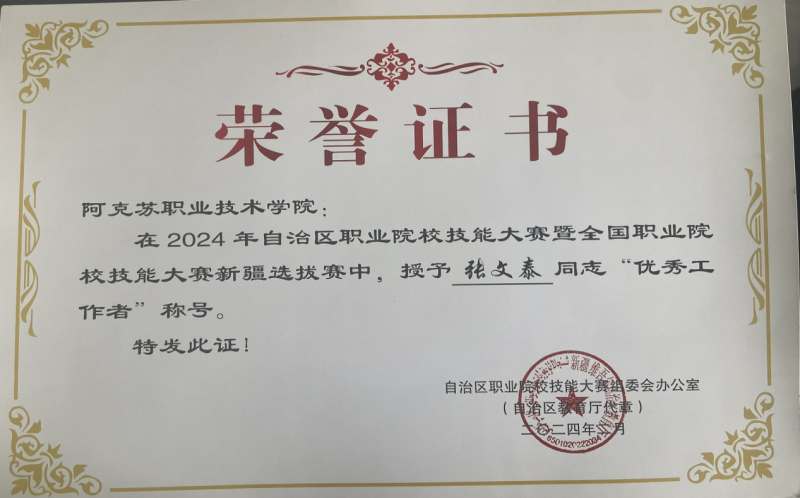 荣誉证书
阿克苏职业技术学院：
在2024年自治区职业院校技能大赛暨全国职业院
校技能大赛新疆选拔赛中，授予 张文泰 同志“优秀工
作者”称号。
特发此证！
自治区职业院校技能大赛组委会办公室
（自治区教育厅代章）
二〇二四年 月